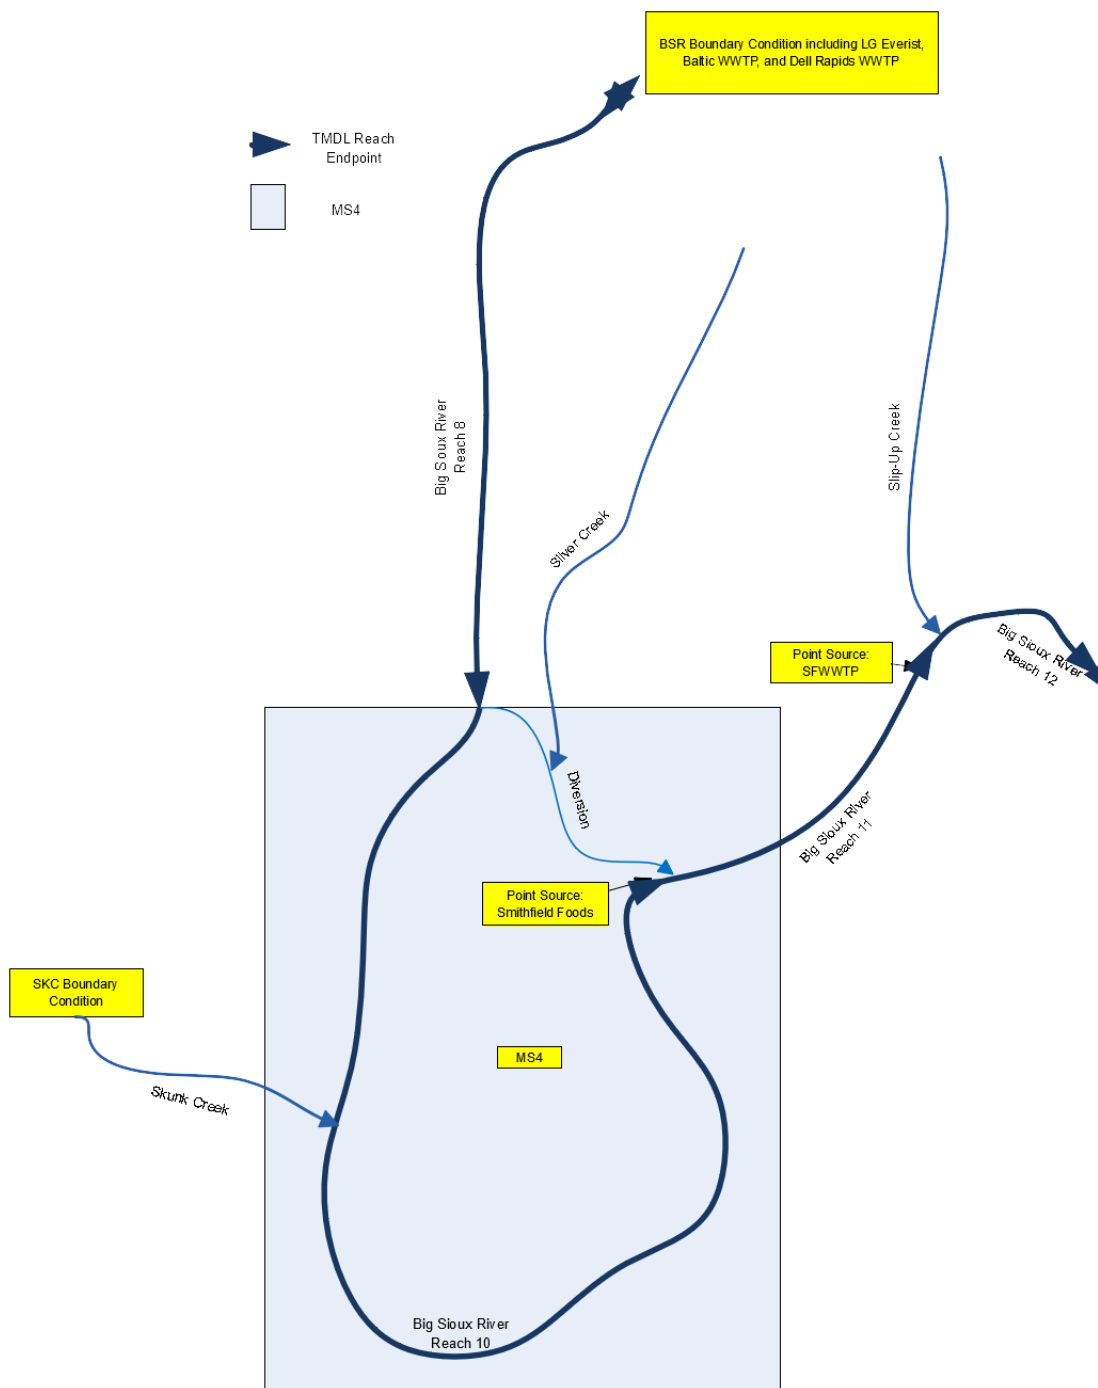 BSR Boundary Condition including LG Everist,
Baltic WWTP, and Dell Rapids WWTP
TMDL Reach
Endpoint
MS4
Big Sioux River
Reach 8
Slip-Up Creek
Silver Creek
Big Sioux River
Reach 12
Point Source:
SFWWTP
Diversion
Big Sioux River
Reach 11
Point Source:
Smithfield Foods
SKC Boundary
Condition
MS4
Skunk Creek
Big Sioux River
Reach 10